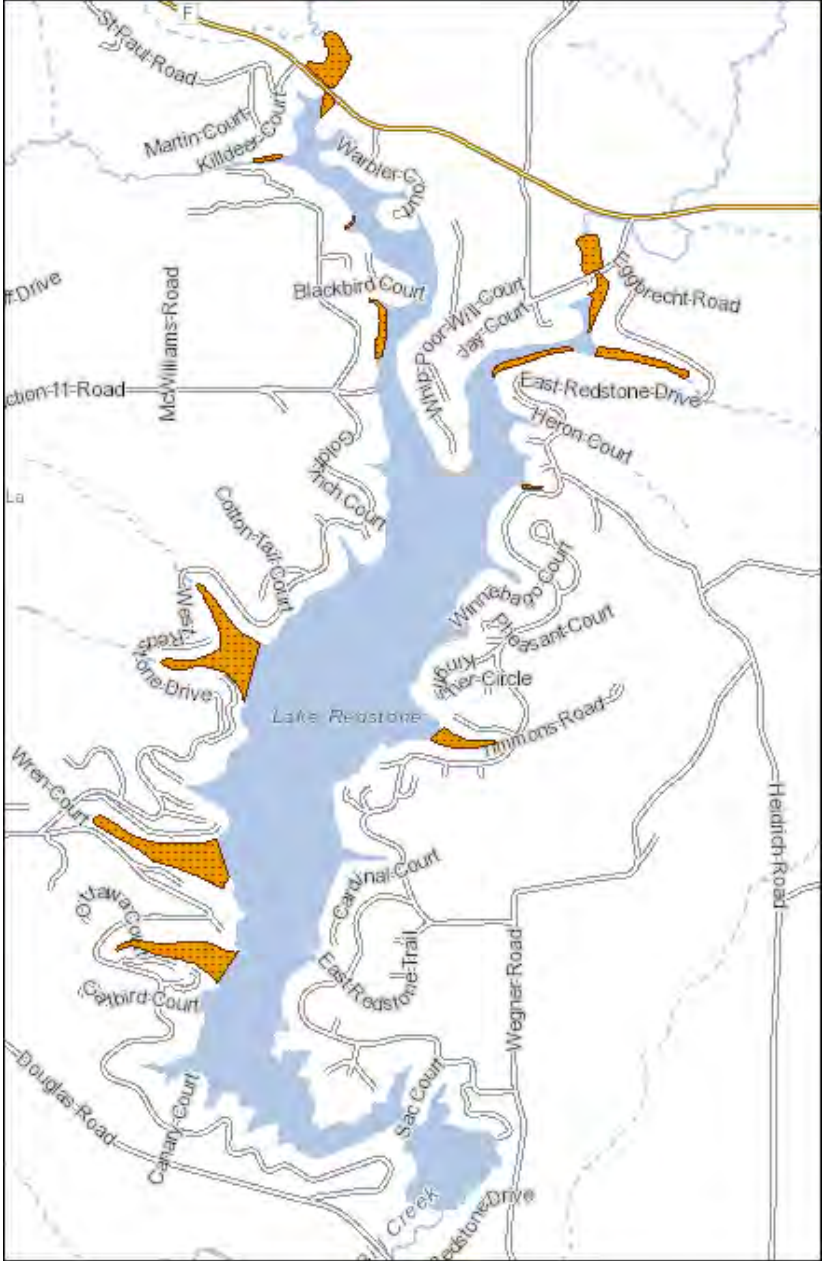 F
St-Paul-Road
Martin-Court
Killdeer-Court
Warbler-Court
Blackbird Court
Eggbrecht-Road
McWilliams-Road
Whip-Poor-Will-Court
Jay-Court
ction-11-Road
East-Redstone-Drive
Heron-Court
Goldfinch Court
La
Cotton-Tail-Court
Winnebago Court
Pheasant-Court
West-Redstone-Drive
Kingfisher-Circle
Lake Redstone
Timmons-Road
Wren-Court
Heidrich-Road
Cardinal-Court
East-Redstone-Trail
Catbird-Court
Wegner-Road
Douglas-Road
Canary-Court
Sac Court
Creek
Redstone-Drive